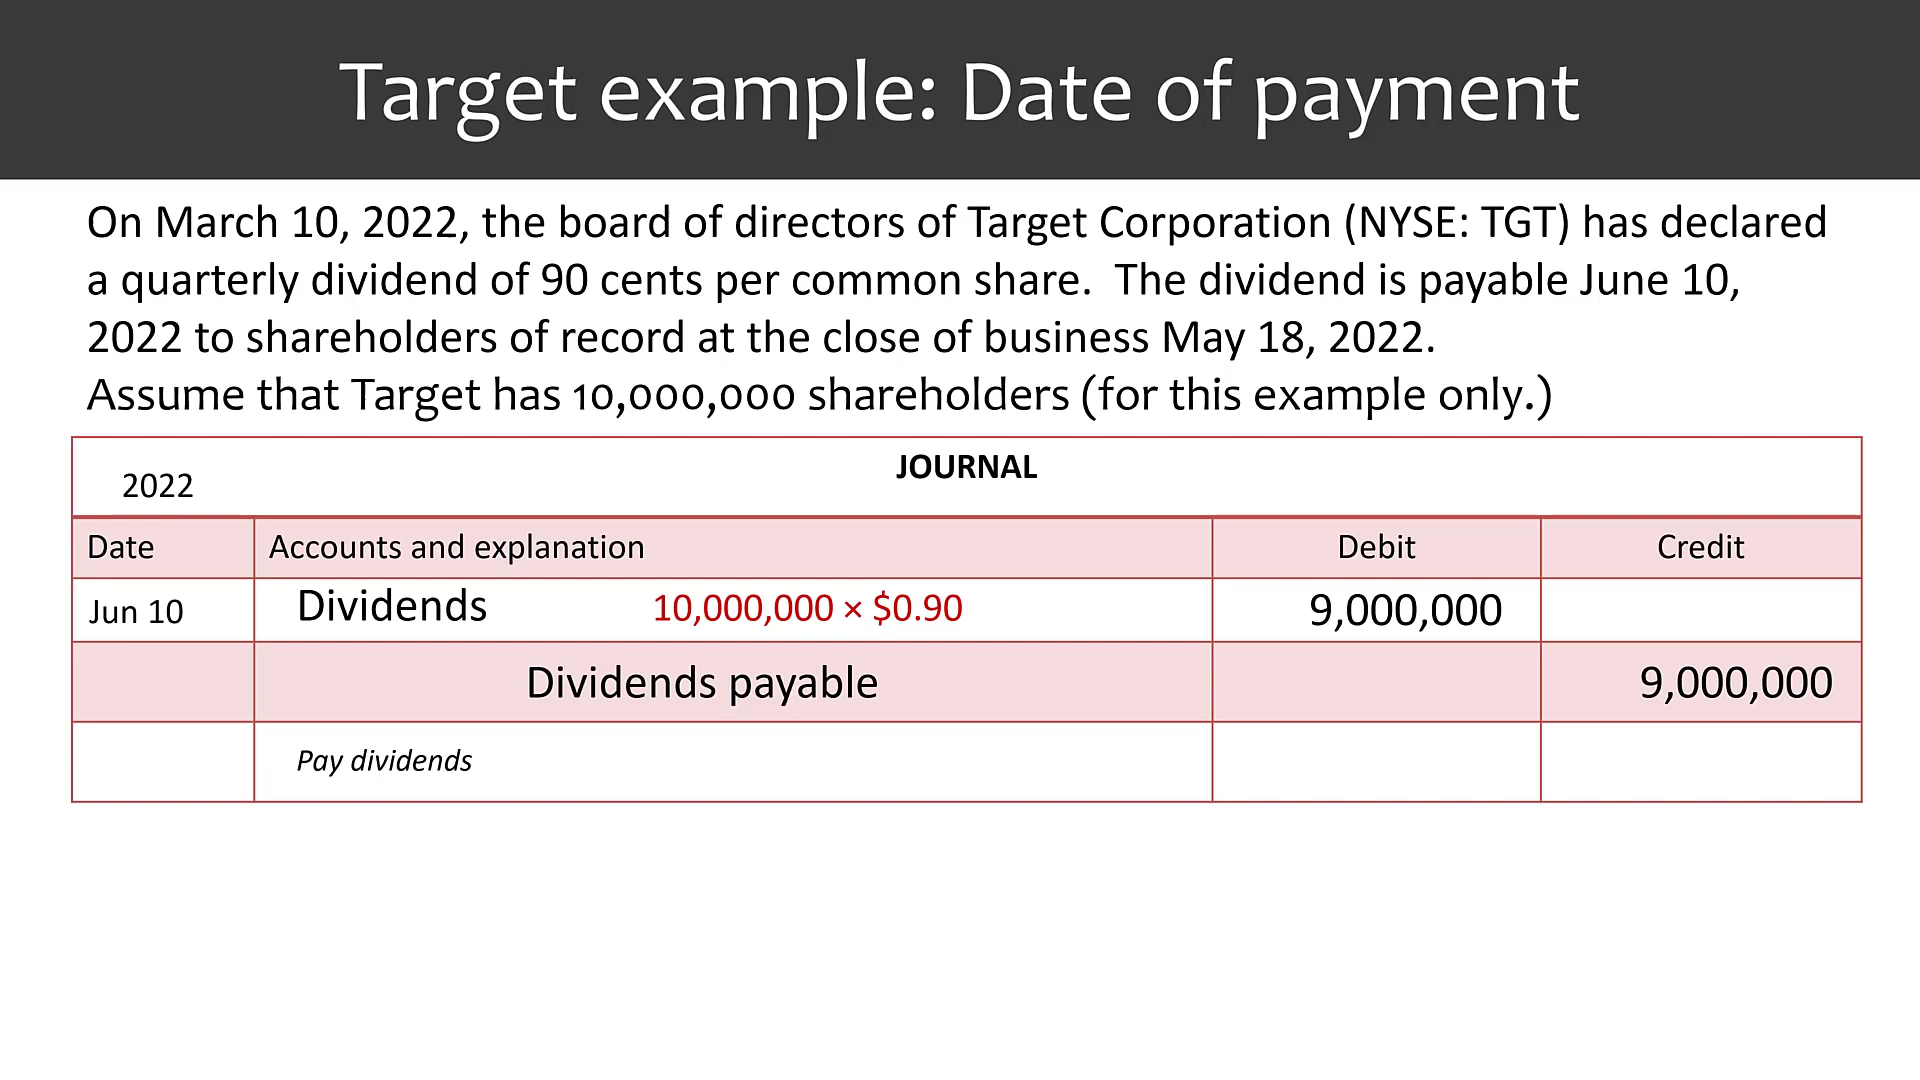 Target example: Date of payment
On March 10, 2022, the board of directors of Target Corporation (NYSE: TGT) has declared
a quarterly dividend of 90 cents per common share.  The dividend is payable June 10,
2022 to shareholders of record at the close of business May 18, 2022.
Assume that Target has 10,000,000 shareholders (for this example only.)
JOURNAL
2022
Date Accounts and explanation Debit Credit
Jun 10 Dividends 10,000,000 × $0.90 9,000,000
Dividends payable 9,000,000
Pay dividends